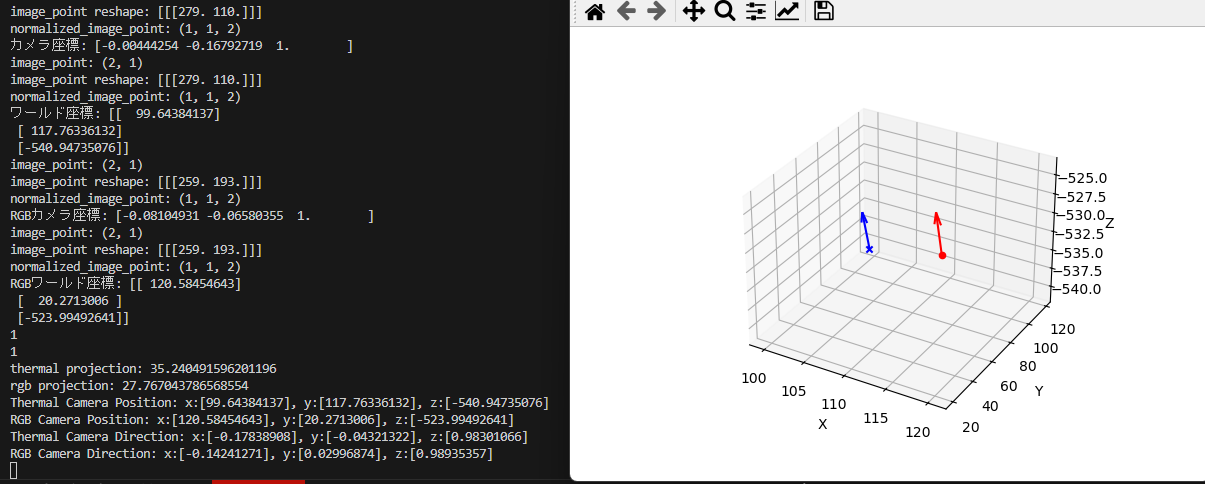 image_point reshape: [[[279. 110.]]]
normalized_image_point: (1, 1, 2)
カメラ座標: [-0.00444254 -0.16792719  1.        ]
image_point: (2, 1)
image_point reshape: [[[279. 110.]]]
normalized_image_point: (1, 1, 2)
ワールド座標: [[  99.64384137]
 [ 117.76336132]
 [-540.94735076]]
image_point: (2, 1)
image_point reshape: [[[259. 193.]]]
normalized_image_point: (1, 1, 2)
RGBカメラ座標: [-0.08104931 -0.06580355  1.        ]
image_point: (2, 1)
image_point reshape: [[[259. 193.]]]
normalized_image_point: (1, 1, 2)
RGBワールド座標: [[ 120.58454643]
 [  20.2713006 ]
 [-523.99492641]]
1
1
thermal projection: 35.240491596201196
rgb projection: 27.767043786568554
Thermal Camera Position: x:[99.64384137], y:[117.76336132], z:[-540.94735076]
RGB Camera Position: x:[120.58454643], y:[20.2713006], z:[-523.99492641]
Thermal Camera Direction: x:[-0.17838908], y:[-0.04321322], z:[0.98301066]
RGB Camera Direction: x:[-0.14241271], y:[0.02996874], z:[0.98935357]
−525.0
−527.5
−530.0
Z
−532.5
−535.0
−537.5
−540.0
120
100
80
60
40
20
Y
100
105
110
115
120
X